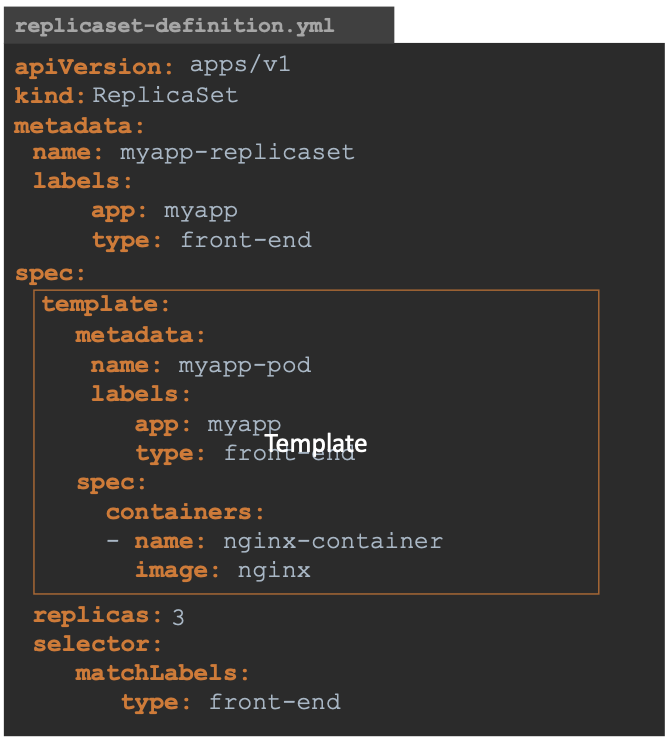 replicaset-definition.yml
apiVersion: apps/v1
kind: ReplicaSet
metadata:
name: myapp-replicaset
labels:
app: myapp
type: front-end
spec:
template:
metadata:
name: myapp-pod
labels:
app: myapp
Template
type: front-end
spec:
containers:
- name: nginx-container
image: nginx
replicas: 3
selector:
matchLabels:
type: front-end